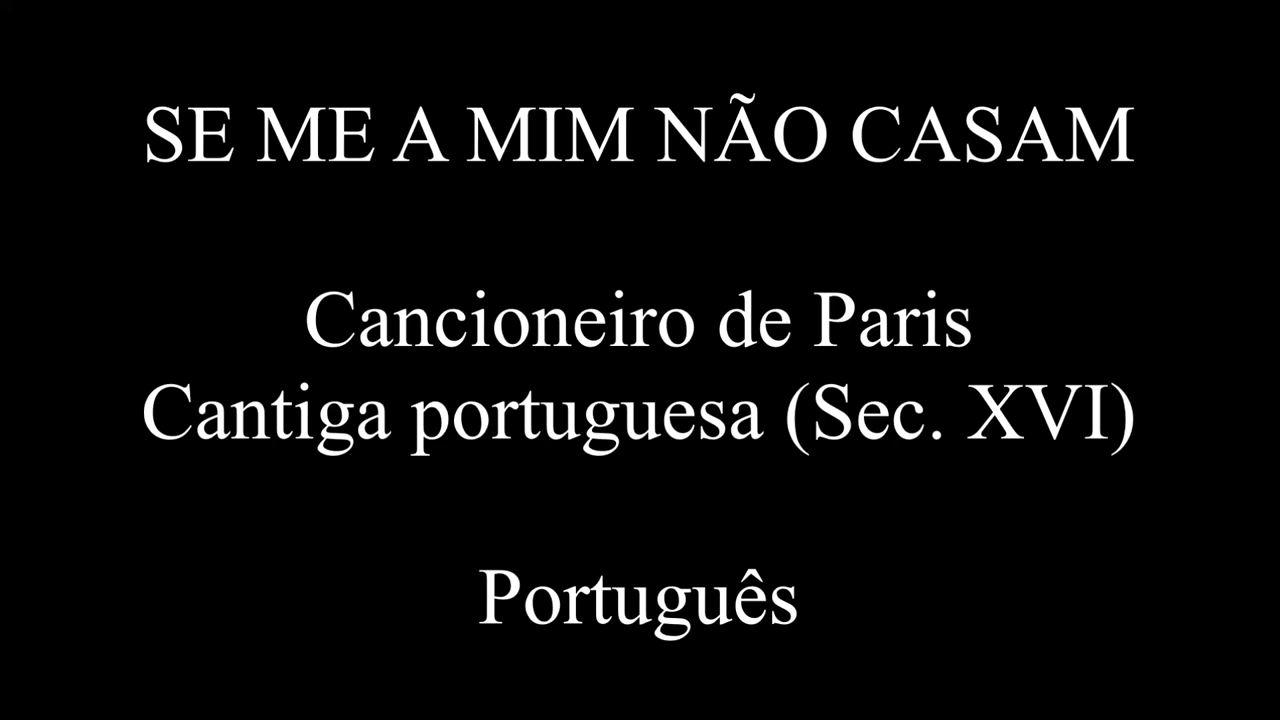 SE ME A MIM NÃO CASAM
Cancioneiro de Paris
Cantiga portuguesa (Sec. XVI)
Português